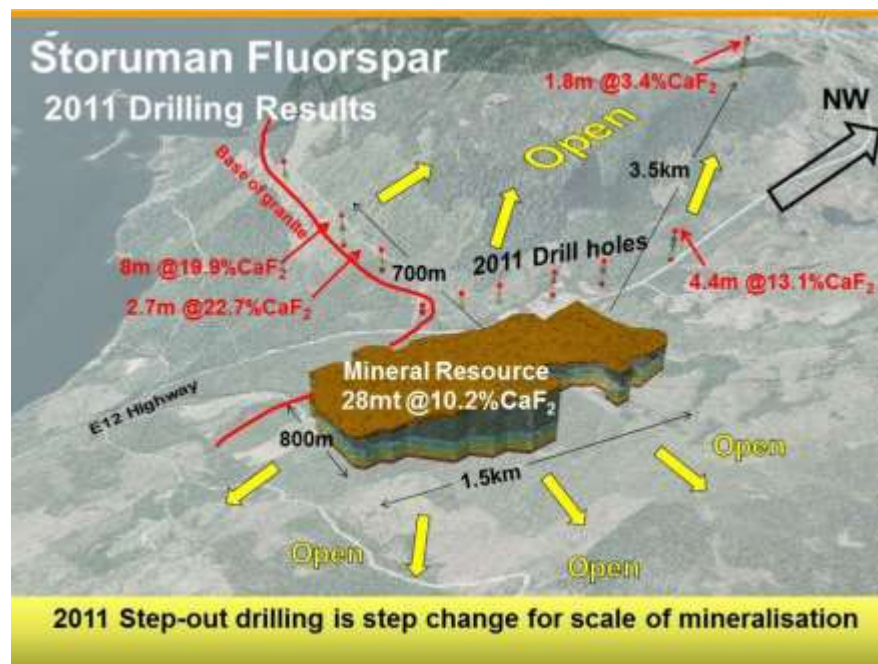 Storuman Fluorspar
2011 Drilling Results
1.8m @3.4%CaF₂
NW
Open
Base of granite
3.5km
8m @19.9%CaF₂
700m
2011 Drill holes
4.4m @13.1%CaF₂
2.7m @22.7%CaF₂
Mineral Resource
28mt @10.2%CaF₂
E12 Highway
800m
1.5km
Open
Open
Open
2011 Step-out drilling is step change for scale of mineralisation